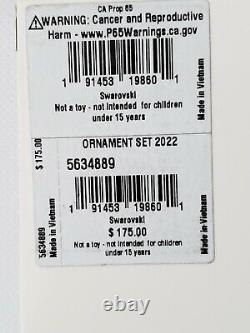 CA Prop 65
⚠WARNING: Cancer and Reproductive
Harm - www.P65Warnings.ca.gov
1 91453 19860 1
Swarovski
Not a toy - not intended for children
under 15 years
Made in Vietnam
$ 175.00
ORNAMENT SET 2022
5634889
1 91453 19860 1
Swarovski
$ 175.00
Not a toy - not intended for children
under 15 years
5634889
Made in Vietnam
Made in Vietnam